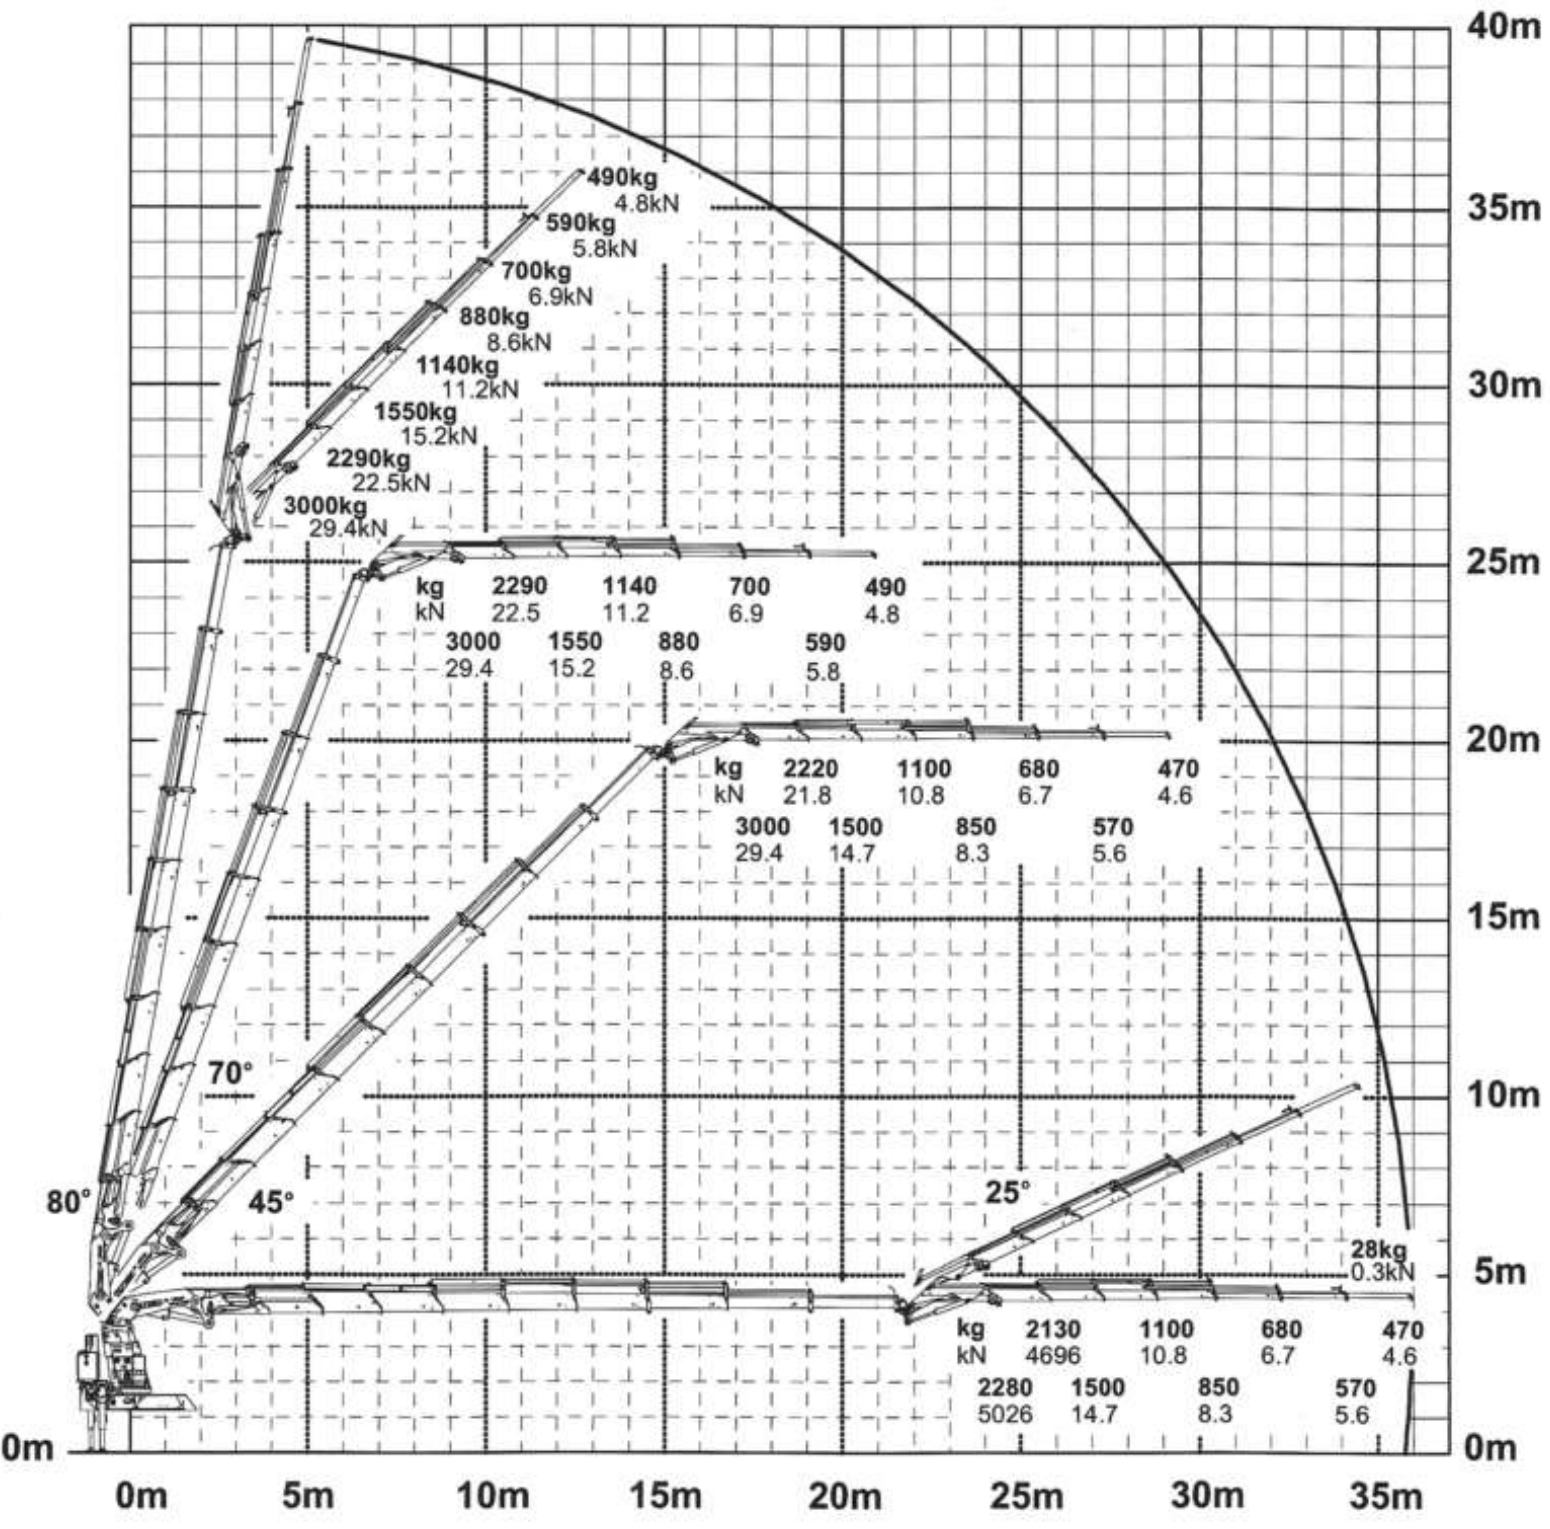 40m
490kg
4.8kN
35m
590kg
5.8kN
700kg
6.9kN
880kg
8.6kN
1140kg
11.2kN
30m
1550kg
15.2kN
2290kg
22.5kN
3000kg
29.4kN
25m
kg 2290 1140 700 490
kN 22.5 11.2 6.9 4.8
3000 1550 880 590
29.4 15.2 8.6 5.8
20m
kg 2220 1100 680 470
kN 21.8 10.8 6.7 4.6
3000 1500 850 570
29.4 14.7 8.3 5.6
15m
70°
10m
80° 45° 25°
28kg
0.3kN
5m
kg 2130 1100 680 470
kN 4696 10.8 6.7 4.6
2280 1500 850 570
5026 14.7 8.3 5.6
0m 0m
0m 5m 10m 15m 20m 25m 30m 35m